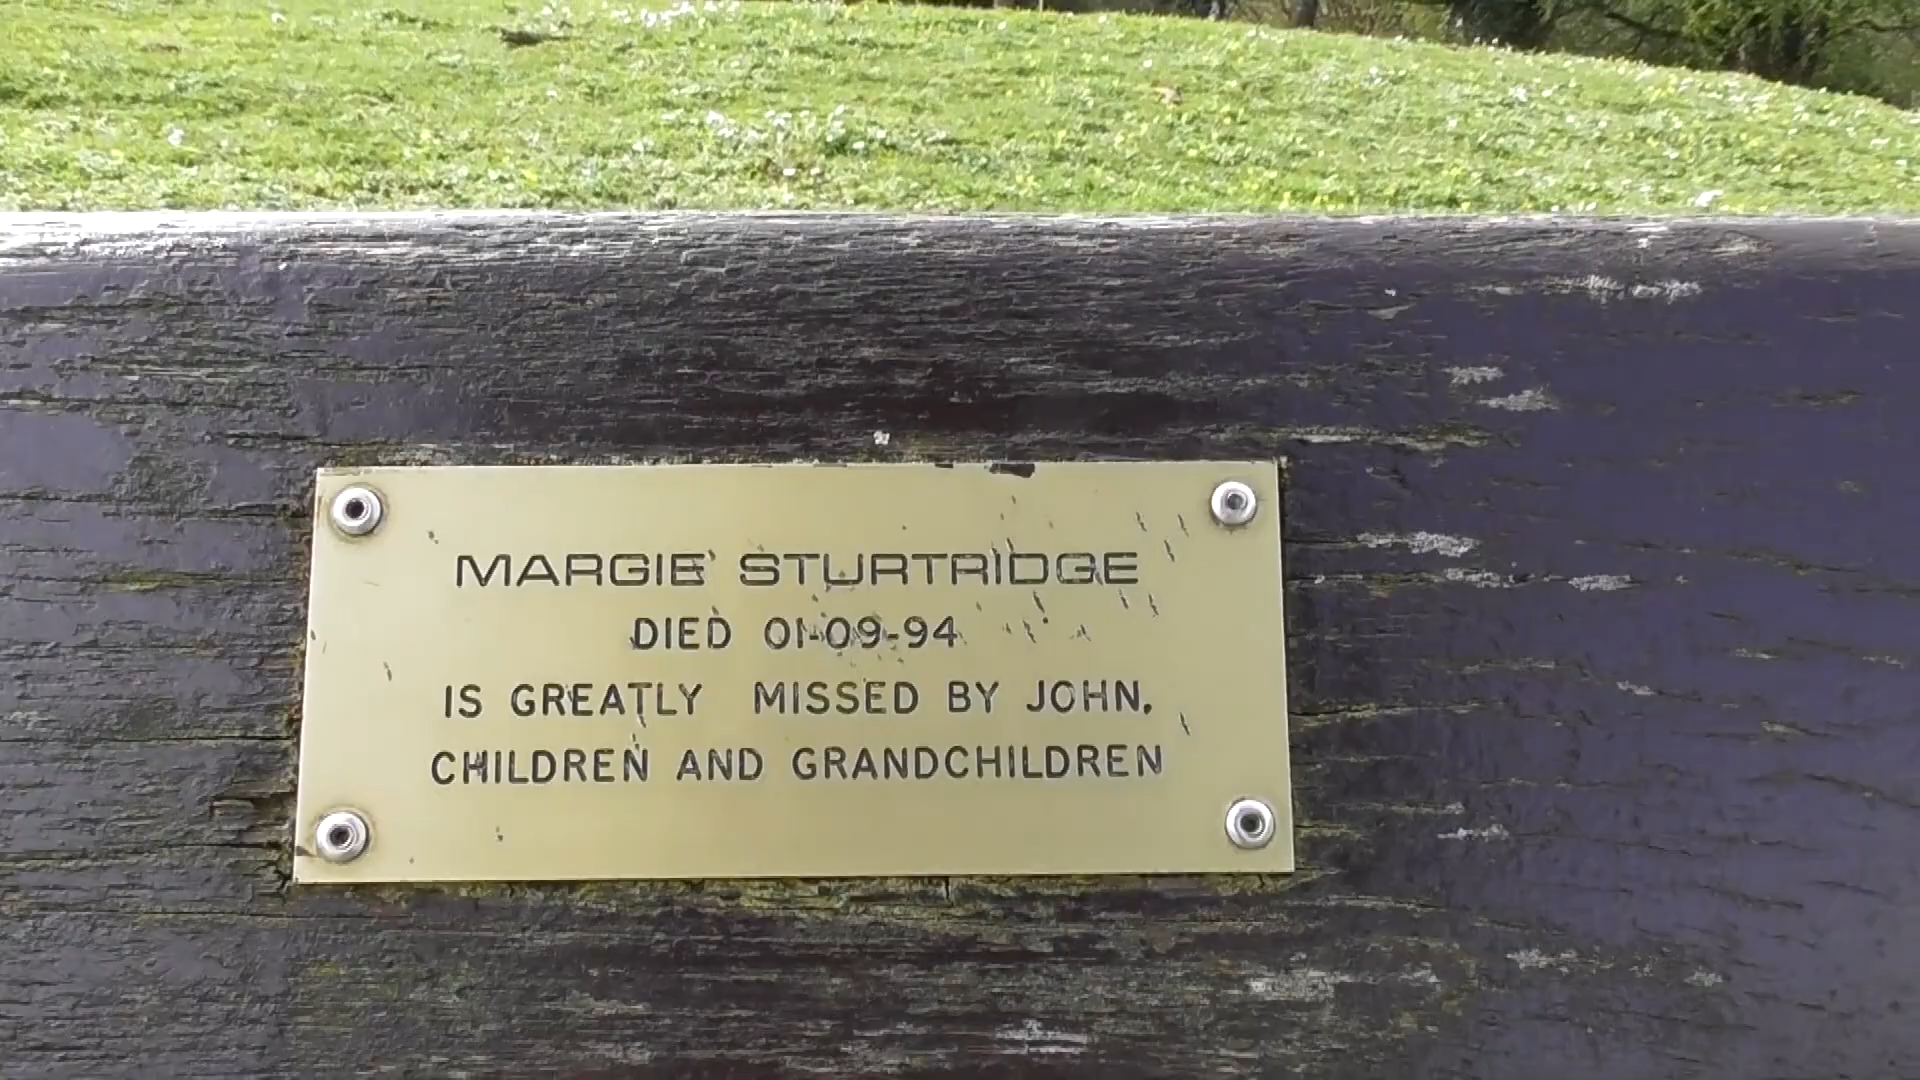 MARGIE STURTRIDGE
DIED 01-09-94
IS GREATLY MISSED BY JOHN,
CHILDREN AND GRANDCHILDREN